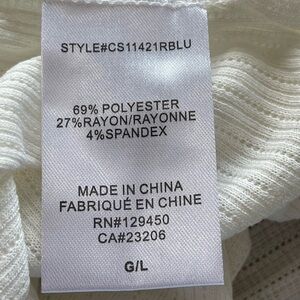 STYLE#CS11421RBLU
69% POLYESTER
27%RAYON/RAYONNE
4%SPANDEX
MADE IN CHINA
FABRIQUÉ EN CHINE
RN#129450
CA#23206
G/L